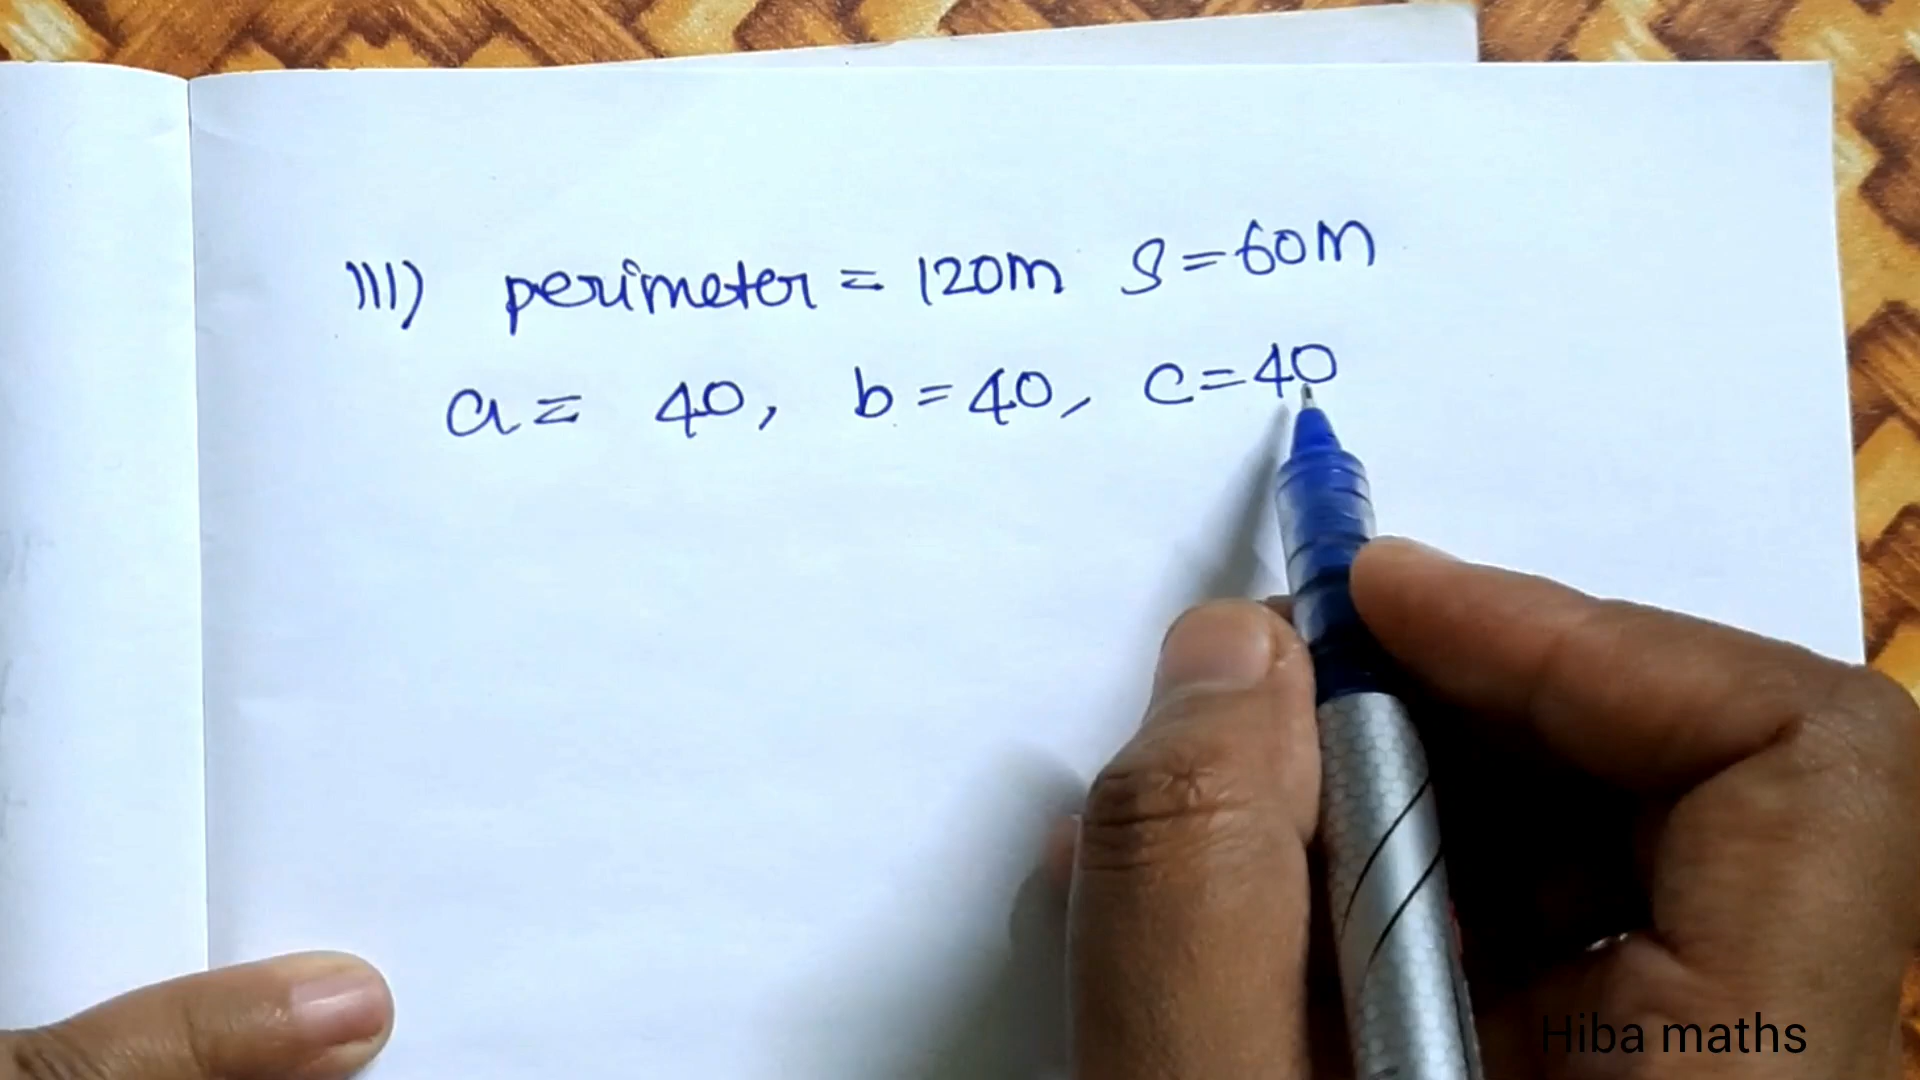 III) perimeter = 120m S=60m
a = 40, b=40, c=40
Hiba maths